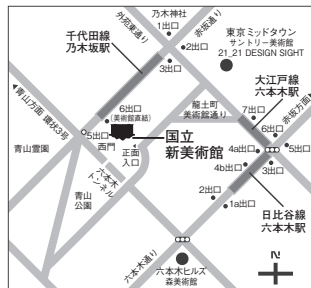 千代田線
乃木坂駅
外苑東通り
乃木神社
1出口
赤坂通り
2出口
3出口
東京ミッドタウン
サントリー美術館
21_21 DESIGN SIGHT
大江戸線
六本木駅
龍土町
美術館通り
7出口
赤坂方面
6出口
5出口
4a出口
4b出口
3出口
青山方面 環状3号
6出口
(美術館直結)
5出口
西門
正面
入口
国立
新美術館
青山霊園
六本木
トンネル
青山
公園
2出口
1a出口
日比谷線
六本木駅
六本木通り
六本木ヒルズ
森美術館
N